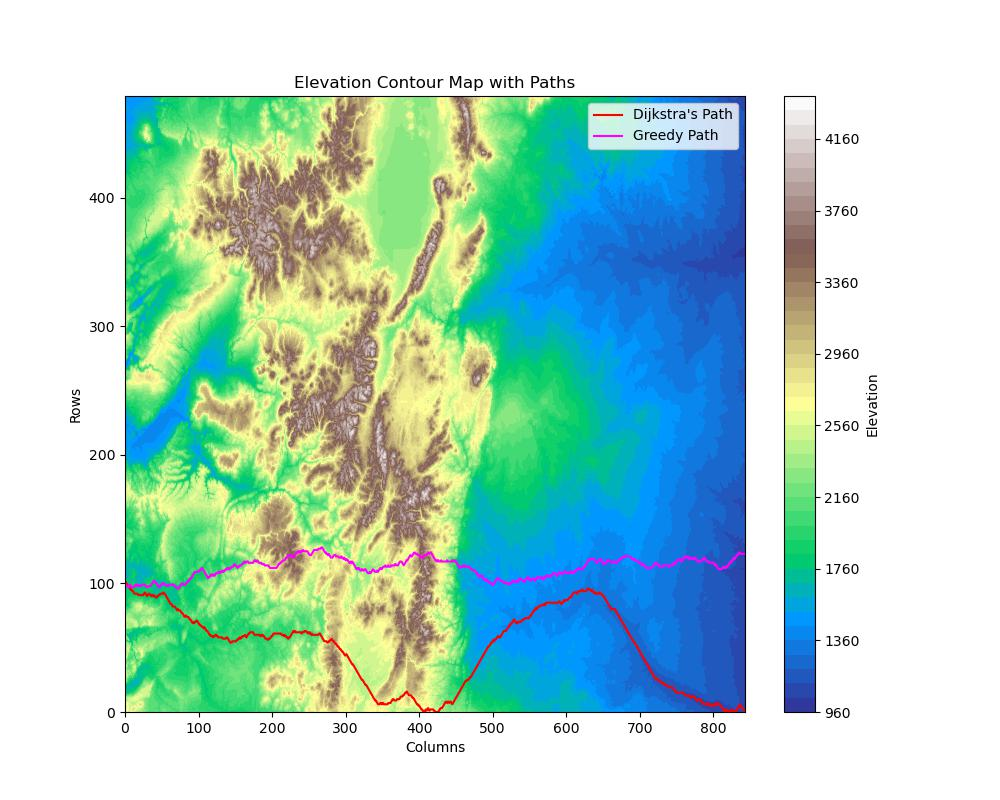 Elevation Contour Map with Paths
Dijkstra's Path
Greedy Path
Rows
400
300
200
100
0
0 100 200 300 400 500 600 700 800
Columns
4160
3760
3360
2960
2560
2160
1760
1360
960
Elevation